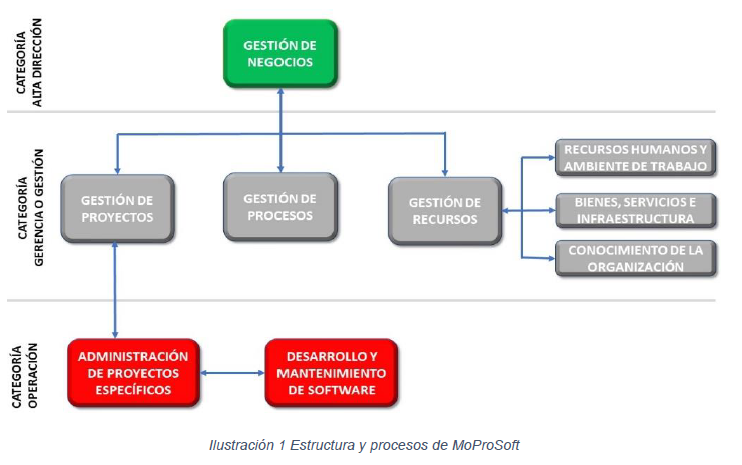 CATEGORÍA
ALTA DIRECCIÓN
GESTIÓN DE
NEGOCIOS
CATEGORÍA
GERENCIA O GESTIÓN
GESTIÓN DE
PROYECTOS
GESTIÓN DE
PROCESOS
GESTIÓN DE
RECURSOS
RECURSOS HUMANOS Y
AMBIENTE DE TRABAJO
BIENES, SERVICIOS E
INFRAESTRUCTURA
CONOCIMIENTO DE LA
ORGANIZACIÓN
CATEGORÍA
OPERACIÓN
ADMINISTRACIÓN
DE PROYECTOS
ESPECÍFICOS
DESARROLLO Y
MANTENIMIENTO
DE SOFTWARE
Ilustración 1 Estructura y procesos de MoProSoft